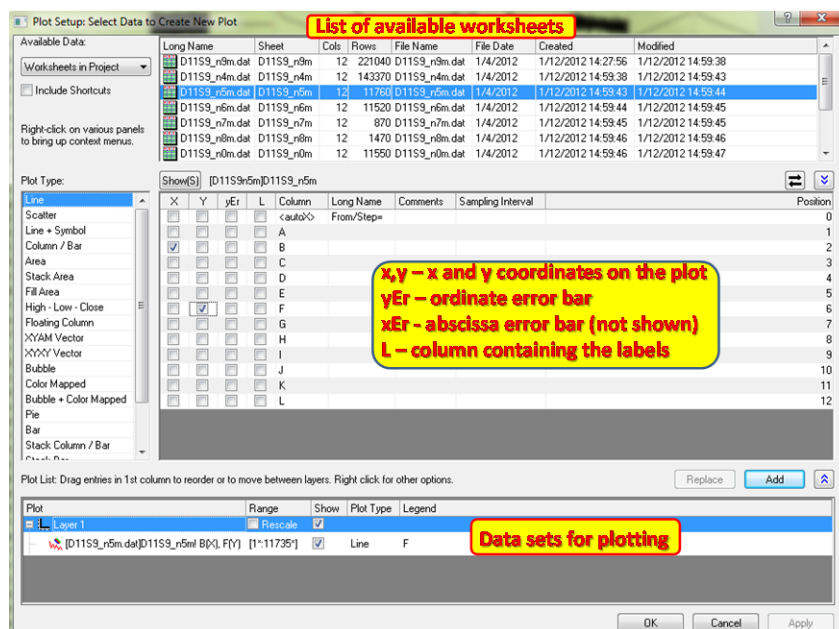 Plot Setup: Select Data to Create New Plot
List of available worksheets
Available Data:
Worksheets in Project
Include Shortcuts
Right-click on various panels
to bring up context menus.
Long Name Sheet Cols Rows File Name File Date Created Modified
D11S9_n9m.dat D11S9_n9m 12 221040 D11S9_n9m.dat 1/4/2012 1/12/2012 14:27:56 1/12/2012 14:59:38
D11S9_n4m.dat D11S9_n4m 12 143370 D11S9_n4m.dat 1/4/2012 1/12/2012 14:59:38 1/12/2012 14:59:43
D11S9_n5m.dat D11S9_n5m 12 11760 D11S9_n5m.dat 1/4/2012 1/12/2012 14:59:43 1/12/2012 14:59:44
D11S9_n6m.dat D11S9_n6m 12 11520 D11S9_n6m.dat 1/4/2012 1/12/2012 14:59:44 1/12/2012 14:59:45
D11S9_n7m.dat D11S9_n7m 12 870 D11S9_n7m.dat 1/4/2012 1/12/2012 14:59:45 1/12/2012 14:59:46
D11S9_n8m.dat D11S9_n8m 12 1470 D11S9_n8m.dat 1/4/2012 1/12/2012 14:59:46 1/12/2012 14:59:46
D11S9_n0m.dat D11S9_n0m 12 11550 D11S9_n0m.dat 1/4/2012 1/12/2012 14:59:46 1/12/2012 14:59:47
Plot Type:
Line
Scatter
Line + Symbol
Column / Bar
Area
Stack Area
Fill Area
High - Low - Close
Floating Column
XYAM Vector
XYXY Vector
Bubble
Color Mapped
Bubble + Color Mapped
Pie
Bar
Stack Column / Bar
Show(S) [D11S9n5m]D11S9_n5m
X Y yEr L Column Long Name Comments Sampling Interval Position
<autoX> From/Step= 0
A 1
B 2
C 3
D 4
E 5
F 6
G 7
H 8
I 9
J 10
K 11
L 12
x,y – x and y coordinates on the plot
yEr – ordinate error bar
xEr - abscissa error bar (not shown)
L – column containing the labels
Plot List: Drag entries in 1st column to reorder or to move between layers. Right click for other options.
Replace
Add
Plot Range Show Plot Type Legend
Layer 1 Rescale
[D11S9_n5m.dat]D11S9_n5m! B(X), F(Y) [1*:11735*] Line F
Data sets for plotting
OK
Cancel
Apply